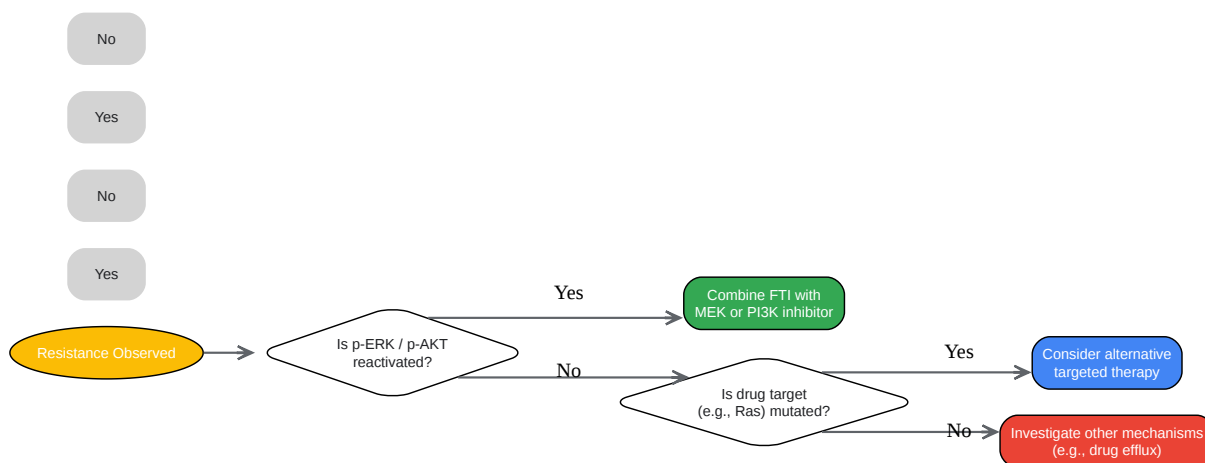 No
Yes
No
Yes
Resistance Observed
Is p-ERK / p-AKT
reactivated?
Yes
No
Combine FTI with
MEK or PI3K inhibitor
Is drug target
(e.g., Ras) mutated?
Yes
No
Consider alternative
targeted therapy
Investigate other mechanisms
(e.g., drug efflux)